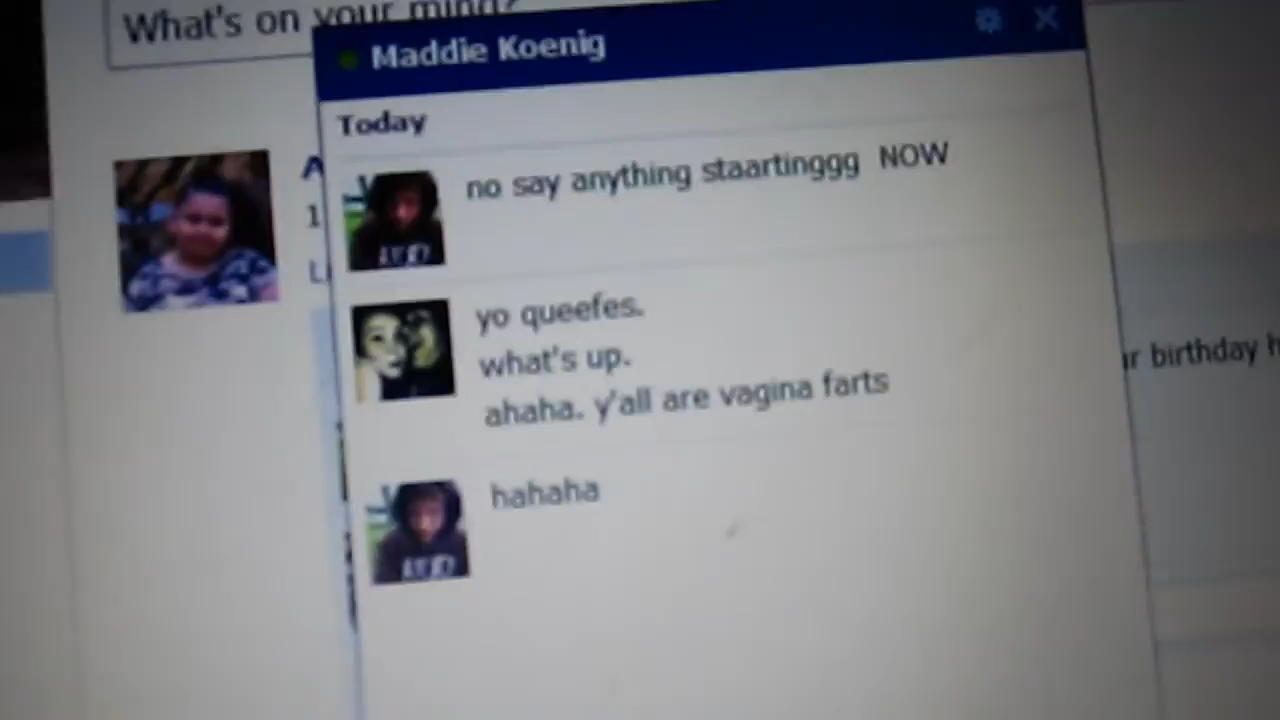 What's on your mind?
Maddie Koenig
Today
no say anything staartinggg NOW
yo queefes.
what's up.
ahaha. y'all are vagina farts
hahaha
birthday